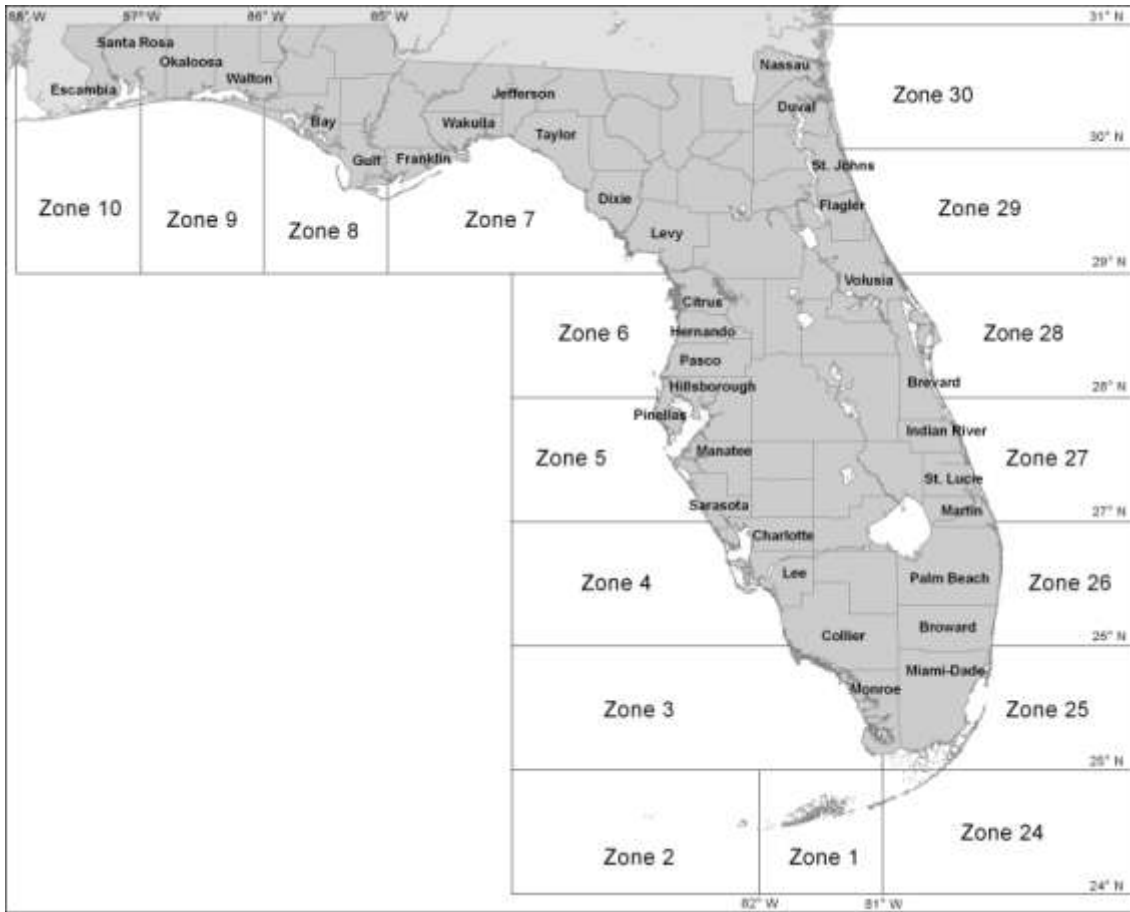 88° W 87° W 86° W 85° W 31° N
Santa Rosa
Okaloosa
Walton
Escambia
Nassau
Jefferson
Zone 30
Duval
Bay
Wakulla
Taylor
30° N
Gulf
Franklin
St. Johns
Dixie
Flagler
Zone 10
Zone 9
Zone 8
Zone 7
Zone 29
Levy
29° N
Volusia
Citrus
Zone 6
Hernando
Zone 28
Pasco
Hillsborough
Brevard
28° N
Pinellas
Indian River
Manatee
Zone 5
Zone 27
St. Lucie
Sarasota
Martin
27° N
Charlotte
Lee
Palm Beach
Zone 4
Zone 26
Broward
Collier
26° N
Miami-Dade
Monroe
Zone 3
Zone 25
25° N
Zone 24
Zone 2
Zone 1
24° N
82° W 81° W